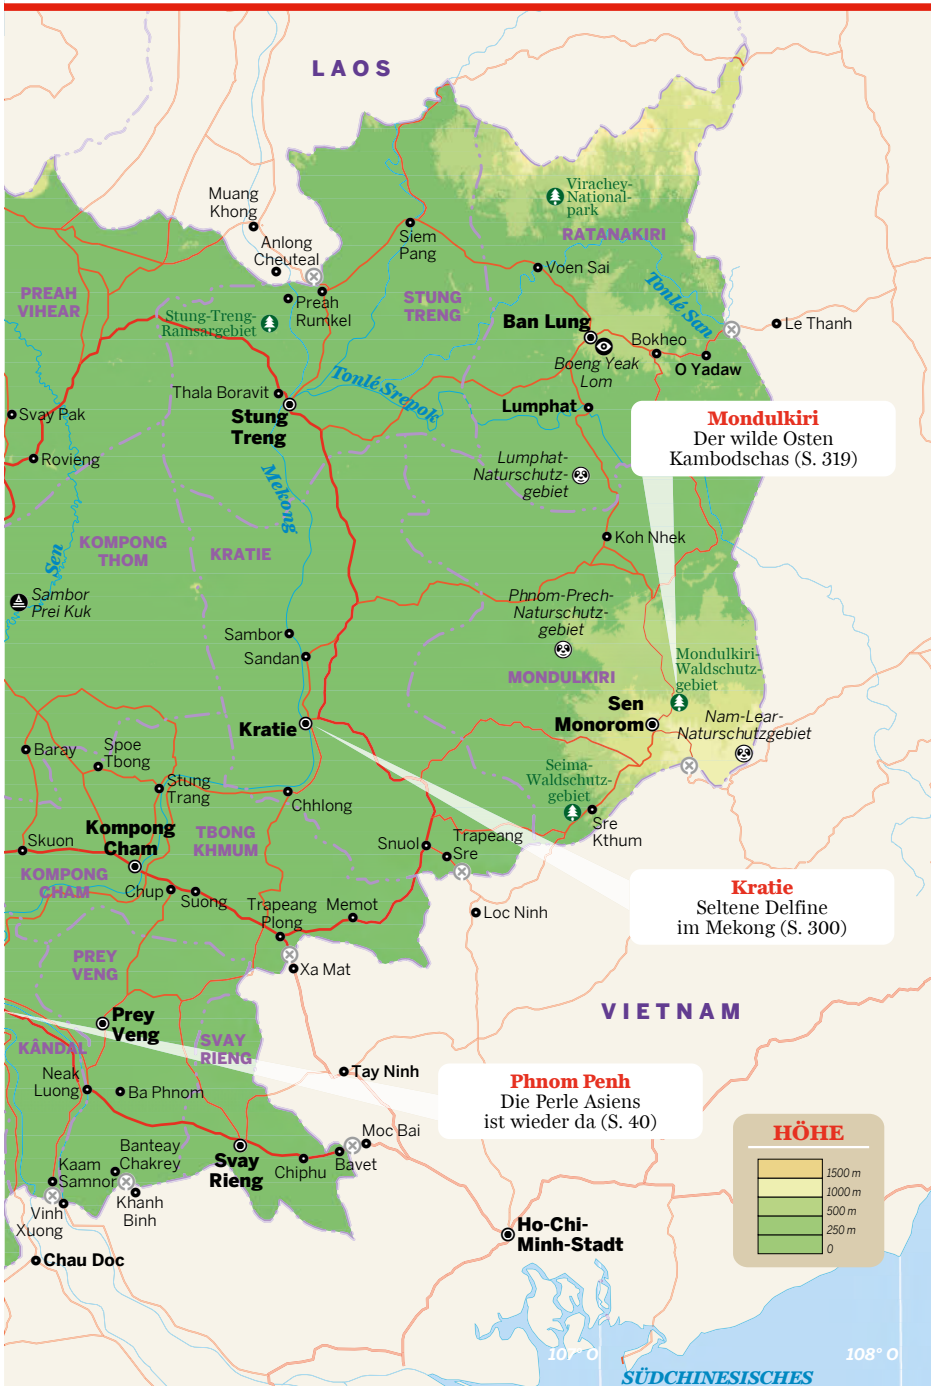 LAOS
Muang
Khong
Anlong
Cheuteal
Virachey-
National-
park
RATANAKIRI
Siem
Pang
Voen Sai
PREAH
VIHEAR
Preah
Rumkel
STUNG
TRENG
Stung-Treng-
Ramsargebiet
Tonlé San
Le Thanh
Ban Lung
Bokheo
O Yadaw
Boeng Yeak
Lom
Thala Boravit
Tonlé Srepok
Stung
Treng
Lumphat
Svay Pak
Mondulkiri
Der wilde Osten
Kambodschas (S. 319)
Rovieng
Lumphat-
Naturschutz-
gebiet
Mekong
Sen
KOMPONG
THOM
KRATIE
Koh Nhek
Sambor
Prei Kuk
Phnom-Prech-
Naturschutz-
gebiet
Sambor
Sandan
Mondulkiri-
Waldschutz-
gebiet
MONDULKIRI
Sen
Monorom
Nam-Lear-
Naturschutzgebiet
Kratie
Baray
Spoe
Tbong
Stung
Trang
Seima-
Waldschutz-
gebiet
Chhlong
Sre
Kthum
Kompong
Cham
TBONG
KHMUM
Skuon
Snuol
Trapeang
Sre
KOMPONG
CHAM
Chup
Suong
Trapeang
Plong
Memot
Loc Ninh
Kratie
Seltene Delfine
im Mekong (S. 300)
PREY
VENG
Xa Mat
VIETNAM
Prey
Veng
KÂNDAL
SVAY
RIENG
Neak
Luong
Ba Phnom
Tay Ninh
Phnom Penh
Die Perle Asiens
ist wieder da (S. 40)
Moc Bai
Banteay
Chakrey
Svay
Rieng
Chiphu
Bavet
Kaam
Samnor
Vinh
Xuong
Khanh
Binh
Chau Doc
Ho-Chi-
Minh-Stadt
HÖHE
1500 m
1000 m
500 m
250 m
0
107° O
108° O
SÜDCHINESISCHES